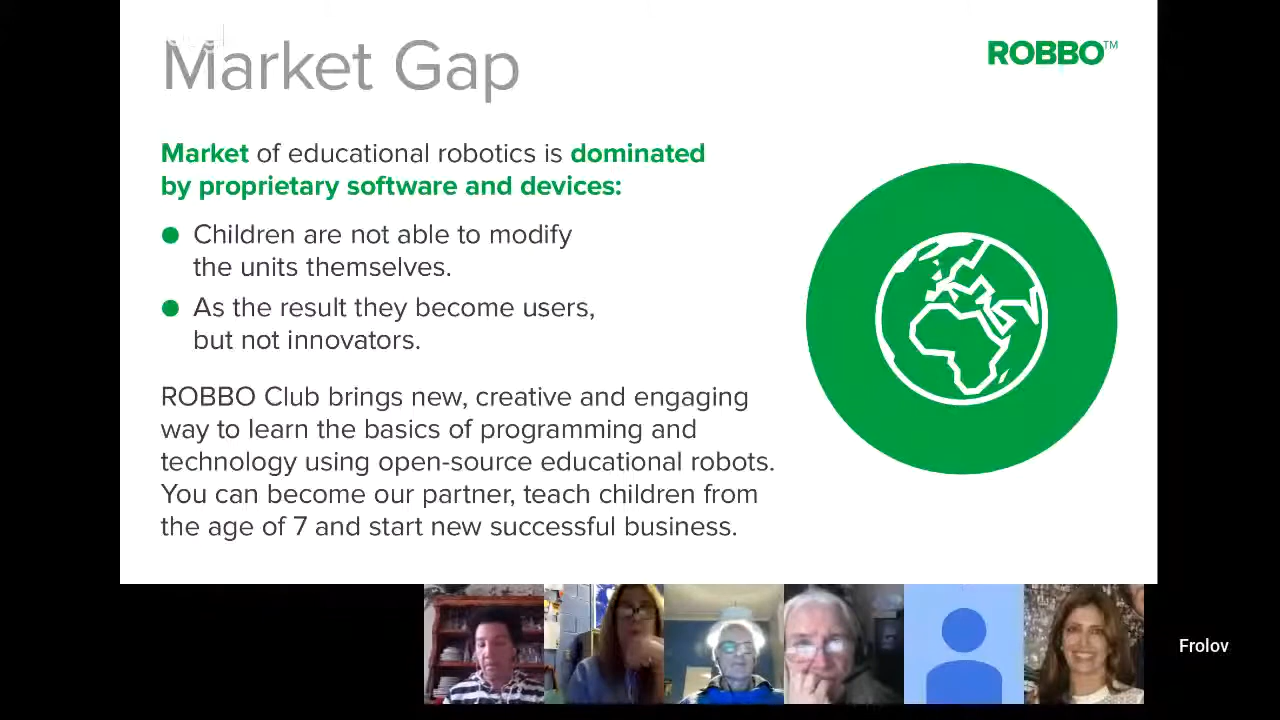 Market Gap
ROBBO™
Market of educational robotics is dominated
by proprietary software and devices:
Children are not able to modify
the units themselves.
As the result they become users,
but not innovators.
ROBBO Club brings new, creative and engaging
way to learn the basics of programming and
technology using open-source educational robots.
You can become our partner, teach children from
the age of 7 and start new successful business.
Frolov